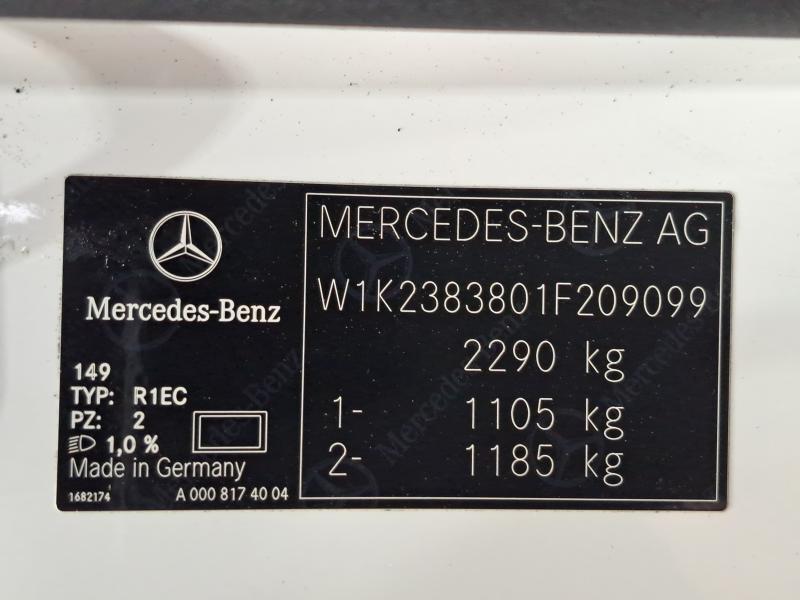 Mercedes-Benz
149
TYP: R1EC
PZ: 2
1,0 %
Made in Germany
1682174 A 000 817 40 04
MERCEDES-BENZ AG
W1K2383801F209099
2290 kg
1- 1105 kg
2- 1185 kg